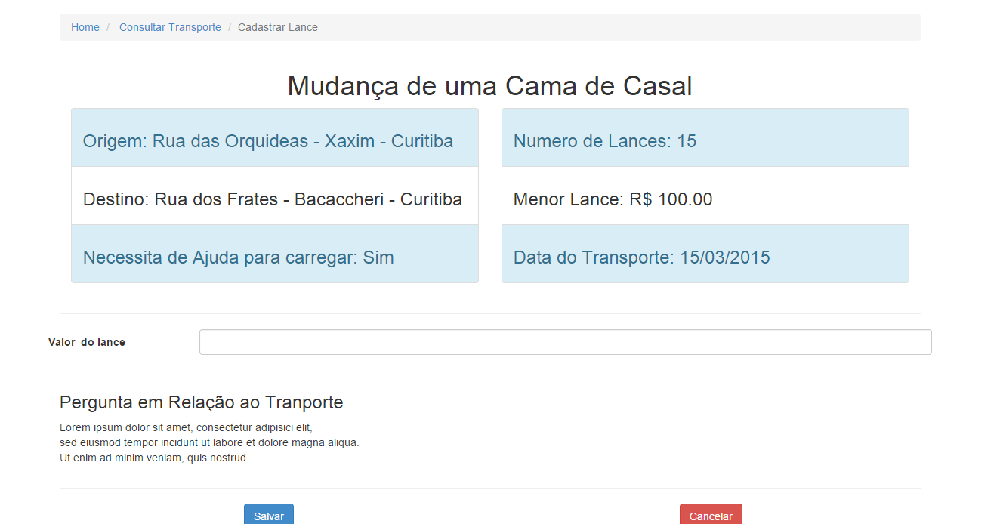 Home / Consultar Transporte / Cadastrar Lance
Mudança de uma Cama de Casal
Origem: Rua das Orquideas - Xaxim - Curitiba
Destino: Rua dos Frates - Bacaccheri - Curitiba
Necessita de Ajuda para carregar: Sim
Numero de Lances: 15
Menor Lance: R$ 100.00
Data do Transporte: 15/03/2015
Valor do lance
Pergunta em Relação ao Tranporte
Lorem ipsum dolor sit amet, consectetur adipisici elit,
sed eiusmod tempor incidunt ut labore et dolore magna aliqua.
Ut enim ad minim veniam, quis nostrud
Salvar
Cancelar